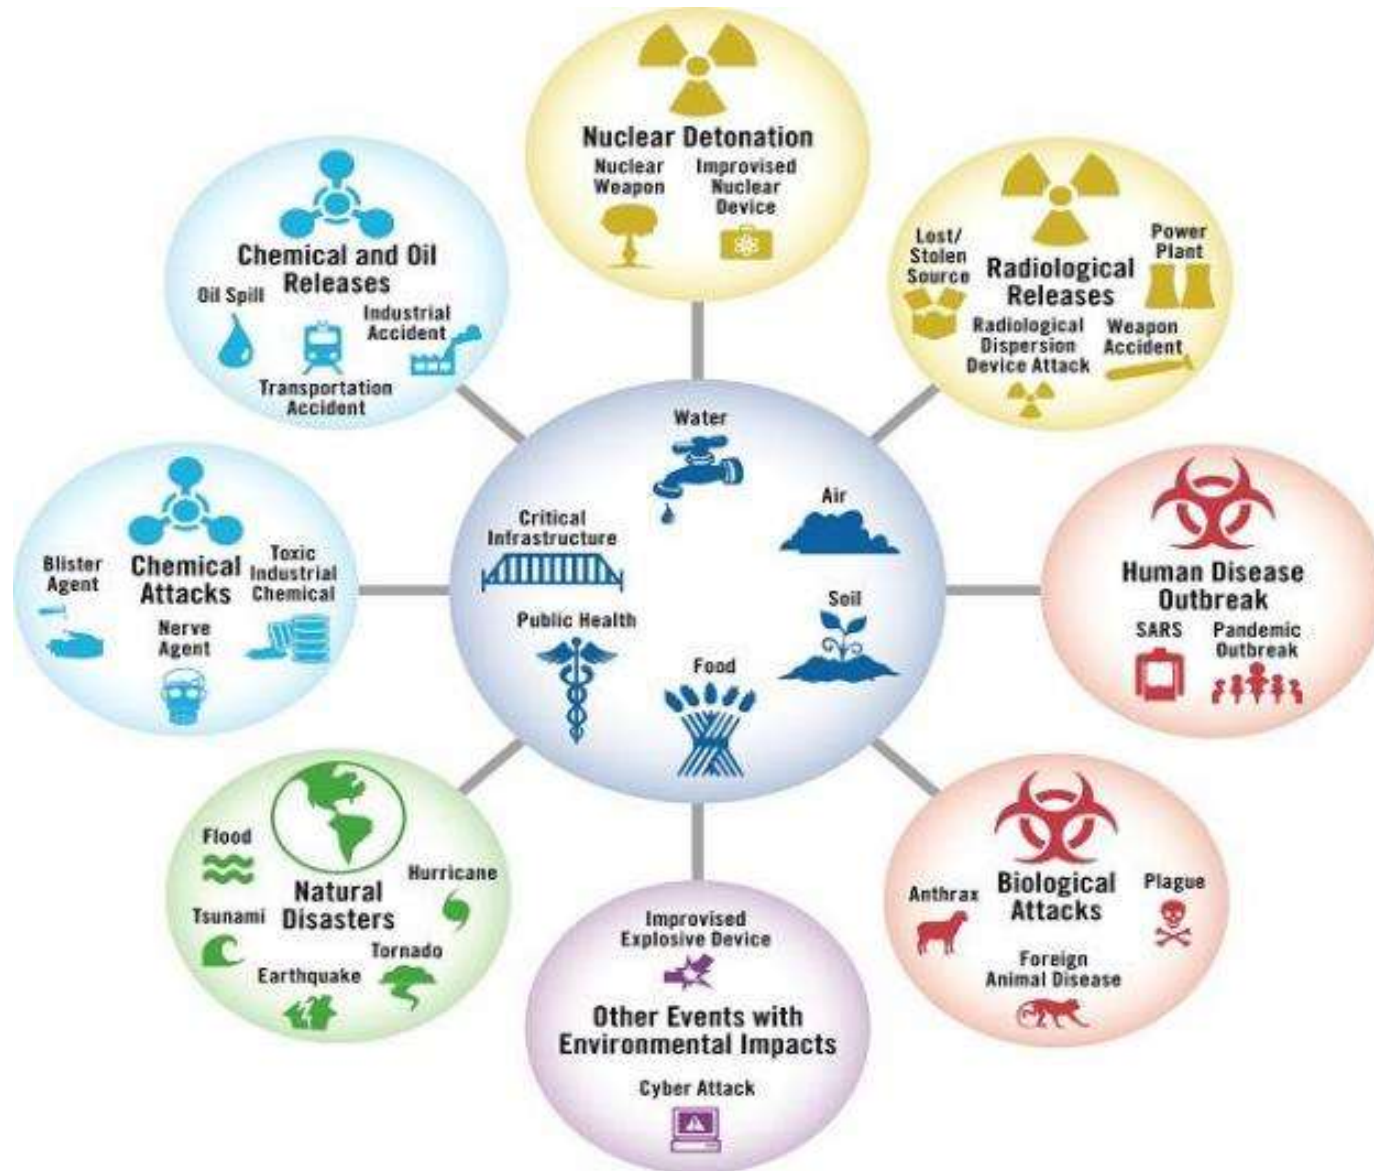 Nuclear Detonation
Nuclear
Weapon
Improvised
Nuclear
Device
Chemical and Oil
Releases
Oil Spill
Industrial
Accident
Transportation
Accident
Lost/
Stolen
Source
Power
Plant
Radiological
Releases
Radiological
Dispersion
Device Attack
Weapon
Accident
Water
Air
Critical
Infrastructure
Soil
Public Health
Food
Chemical
Attacks
Blister
Agent
Toxic
Industrial
Chemical
Nerve
Agent
Human Disease
Outbreak
SARS
Pandemic
Outbreak
Natural
Disasters
Flood
Hurricane
Tsunami
Tornado
Earthquake
Biological
Attacks
Anthrax
Plague
Foreign
Animal Disease
Improvised
Explosive Device
Other Events with
Environmental Impacts
Cyber Attack